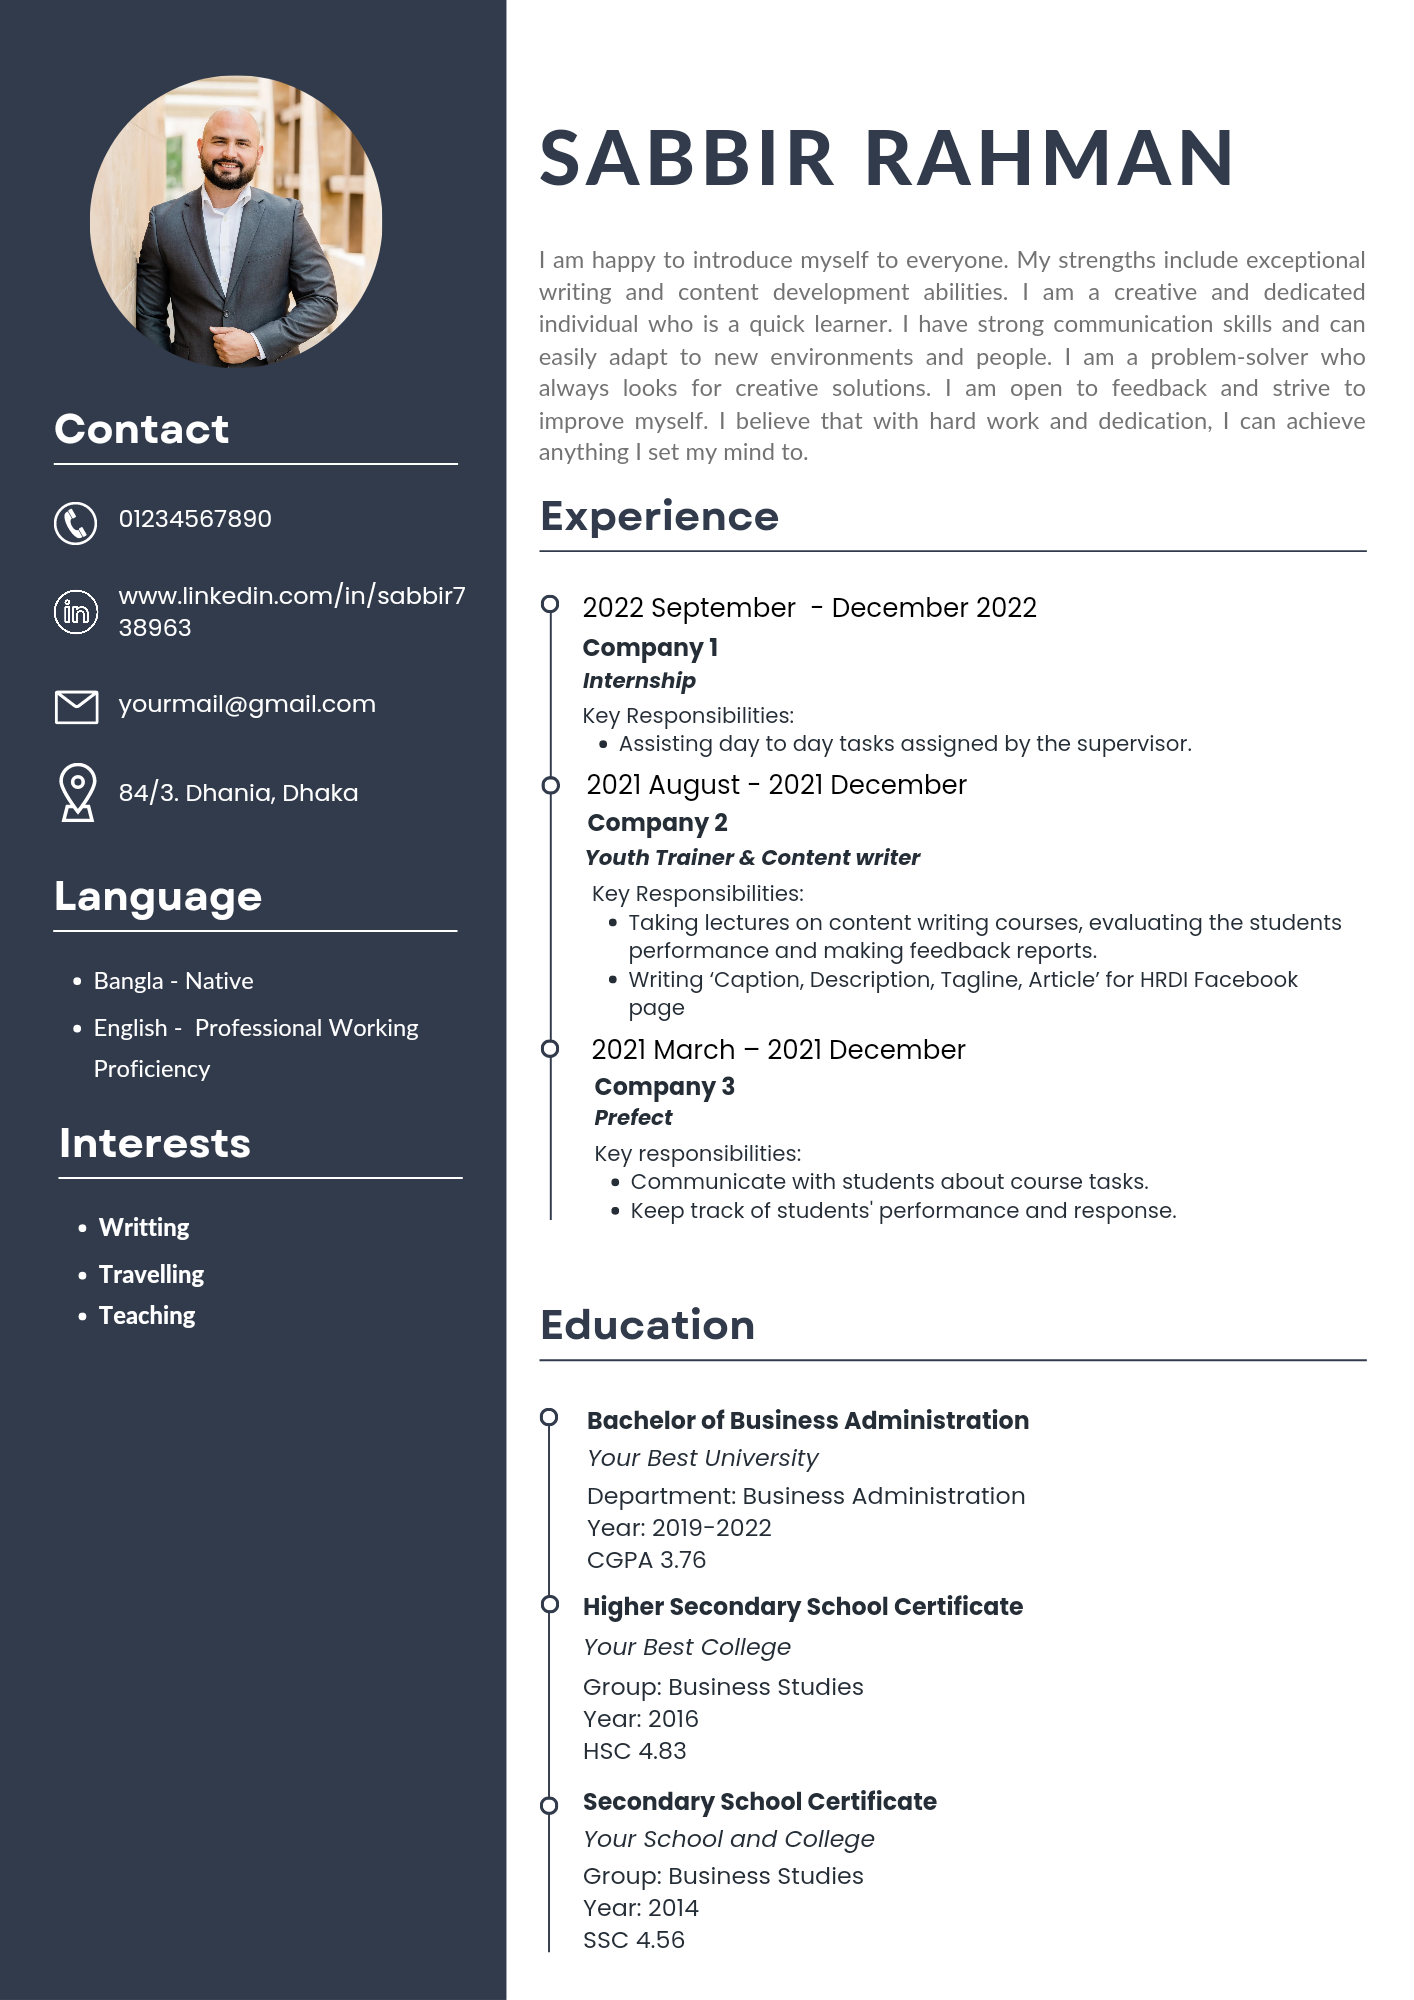 Contact
01234567890
www.linkedin.com/in/sabbir7
38963
yourmail@gmail.com
84/3. Dhania, Dhaka
Language
• Bangla - Native
• English -  Professional Working
Proficiency
Interests
• Writting
• Travelling
• Teaching
SABBIR RAHMAN
I am happy to introduce myself to everyone. My strengths include exceptional
writing and content development abilities. I am a creative and dedicated
individual who is a quick learner. I have strong communication skills and can
easily adapt to new environments and people. I am a problem-solver who
always looks for creative solutions. I am open to feedback and strive to
improve myself. I believe that with hard work and dedication, I can achieve
anything I set my mind to.
Experience
2022 September  - December 2022
Company 1
Internship
Key Responsibilities:
• Assisting day to day tasks assigned by the supervisor.
2021 August - 2021 December
Company 2
Youth Trainer & Content writer
Key Responsibilities:
• Taking lectures on content writing courses, evaluating the students
performance and making feedback reports.
• Writing ‘Caption, Description, Tagline, Article’ for HRDI Facebook
page
2021 March – 2021 December
Company 3
Prefect
Key responsibilities:
• Communicate with students about course tasks.
• Keep track of students' performance and response.
Education
Bachelor of Business Administration
Your Best University
Department: Business Administration
Year: 2019-2022
CGPA 3.76
Higher Secondary School Certificate
Your Best College
Group: Business Studies
Year: 2016
HSC 4.83
Secondary School Certificate
Your School and College
Group: Business Studies
Year: 2014
SSC 4.56